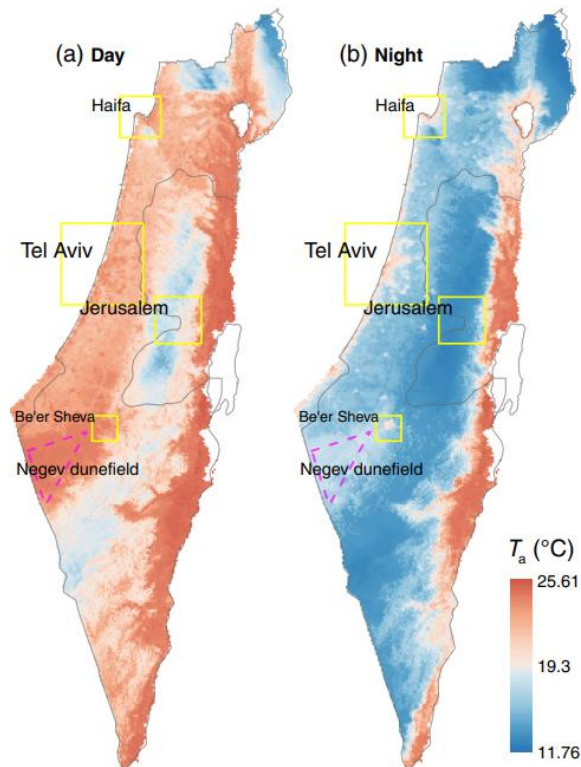 (a) Day
Haifa
Tel Aviv
Jerusalem
Be'er Sheva
Negev dunefield
(b) Night
Haifa
Tel Aviv
Jerusalem
Be'er Sheva
Negev dunefield
Ta (°C)
25.61
19.3
11.76